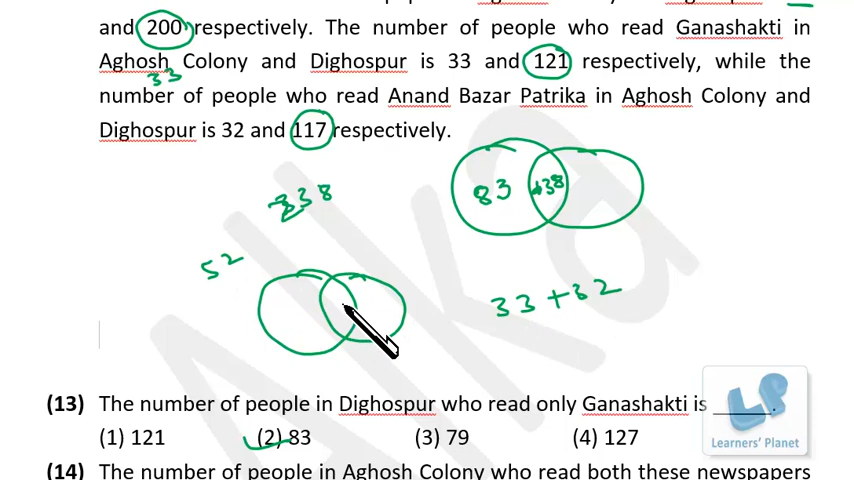 and 200 respectively. The number of people who read Ganashakti in
Aghosh Colony and Dighospur is 33 and 121 respectively, while the
33
number of people who read Anand Bazar Patrika in Aghosh Colony and
Dighospur is 32 and 117 respectively.
83 38
338
52
33+32
(13) The number of people in Dighospur who read only Ganashakti is ______.
(1) 121 (2) 83 (3) 79 (4) 127
LP
Learners' Planet
(14) The number of people in Aghosh Colony who read both these newspapers